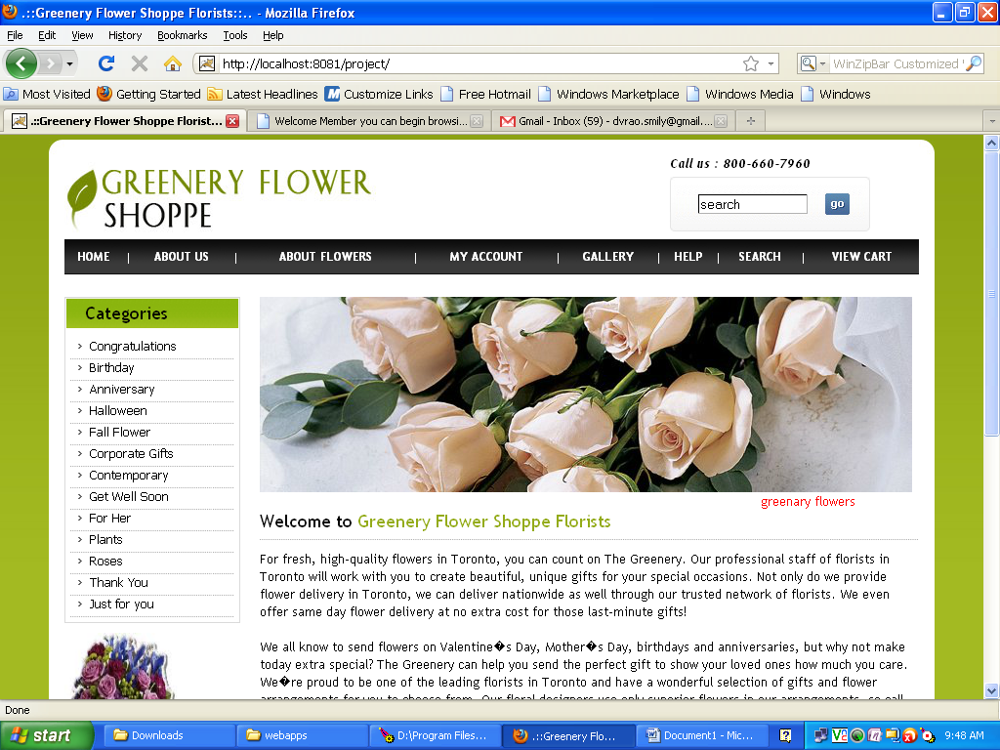 .::Greenery Flower Shoppe Florists::.. - Mozilla Firefox
File Edit View History Bookmarks Tools Help
http://localhost:8081/project/
WinZipBar Customized
Most Visited Getting Started Latest Headlines Customize Links Free Hotmail Windows Marketplace Windows Media Windows
.::Greenery Flower Shoppe Florist... Welcome Member you can begin browsi... Gmail - Inbox (59) - dvrao.smily@gmail....
Call us : 800-660-7960
GREENERY FLOWER
SHOPPE
search go
HOME | ABOUT US | ABOUT FLOWERS | MY ACCOUNT | GALLERY | HELP | SEARCH | VIEW CART
Categories
› Congratulations
› Birthday
› Anniversary
› Halloween
› Fall Flower
› Corporate Gifts
› Contemporary
› Get Well Soon
› For Her
› Plants
› Roses
› Thank You
› Just for you
greenary flowers
Welcome to Greenery Flower Shoppe Florists
For fresh, high-quality flowers in Toronto, you can count on The Greenery. Our professional staff of florists in
Toronto will work with you to create beautiful, unique gifts for your special occasions. Not only do we provide
flower delivery in Toronto, we can deliver nationwide as well through our trusted network of florists. We even
offer same day flower delivery at no extra cost for those last-minute gifts!
We all know to send flowers on Valentine�s Day, Mother�s Day, birthdays and anniversaries, but why not make
today extra special? The Greenery can help you send the perfect gift to show your loved ones how much you care.
We�re proud to be one of the leading florists in Toronto and have a wonderful selection of gifts and flower
arrangements for you to choose from. Our floral designers use only superior flowers in our arrangements, so call
Done
start Downloads webapps D:\Program Files... .::Greenery Flo... Document1 - Mic... 9:48 AM